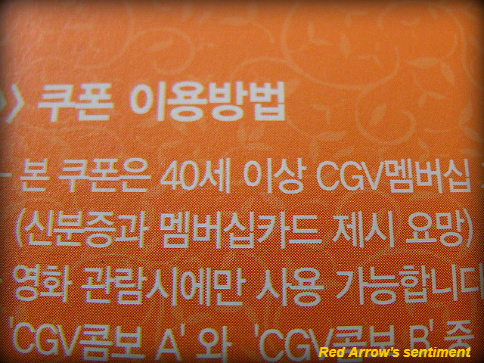 쿠폰 이용방법
본 쿠폰은 40세 이상 CGV멤버십
(신분증과 멤버십카드 제시 요망)
영화 관람시에만 사용 가능합니다
'CGV콤보 A' 와 'CGV콤보 B' 중
Red Arrow's sentiment